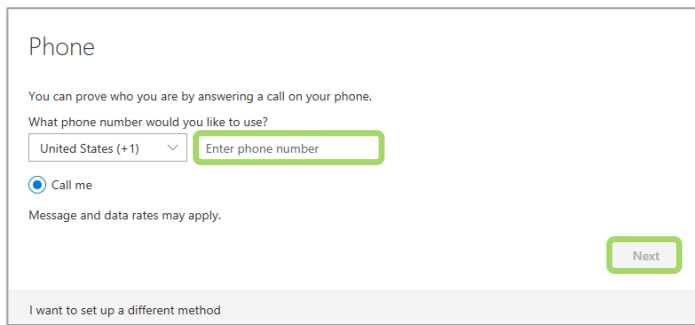 Phone
You can prove who you are by answering a call on your phone.
What phone number would you like to use?
United States (+1) Enter phone number
Call me
Message and data rates may apply.
Next
I want to set up a different method